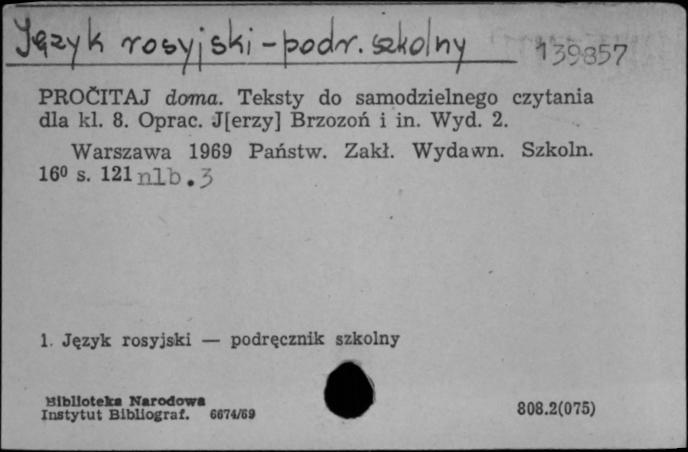 Język rosyjski - podr. szkolny
139857
PROČITAJ doma. Teksty do samodzielnego czytania
dla kl. 8. Oprac. J[erzy] Brzozoń i in. Wyd. 2.
Warszawa 1969 Państw. Zakł. Wydawn. Szkoln.
16⁰ s. 121 nlb. 3
1. Język rosyjski — podręcznik szkolny
Biblioteka Narodowa
Instytut Bibliograf. 6674/69
808.2(075)